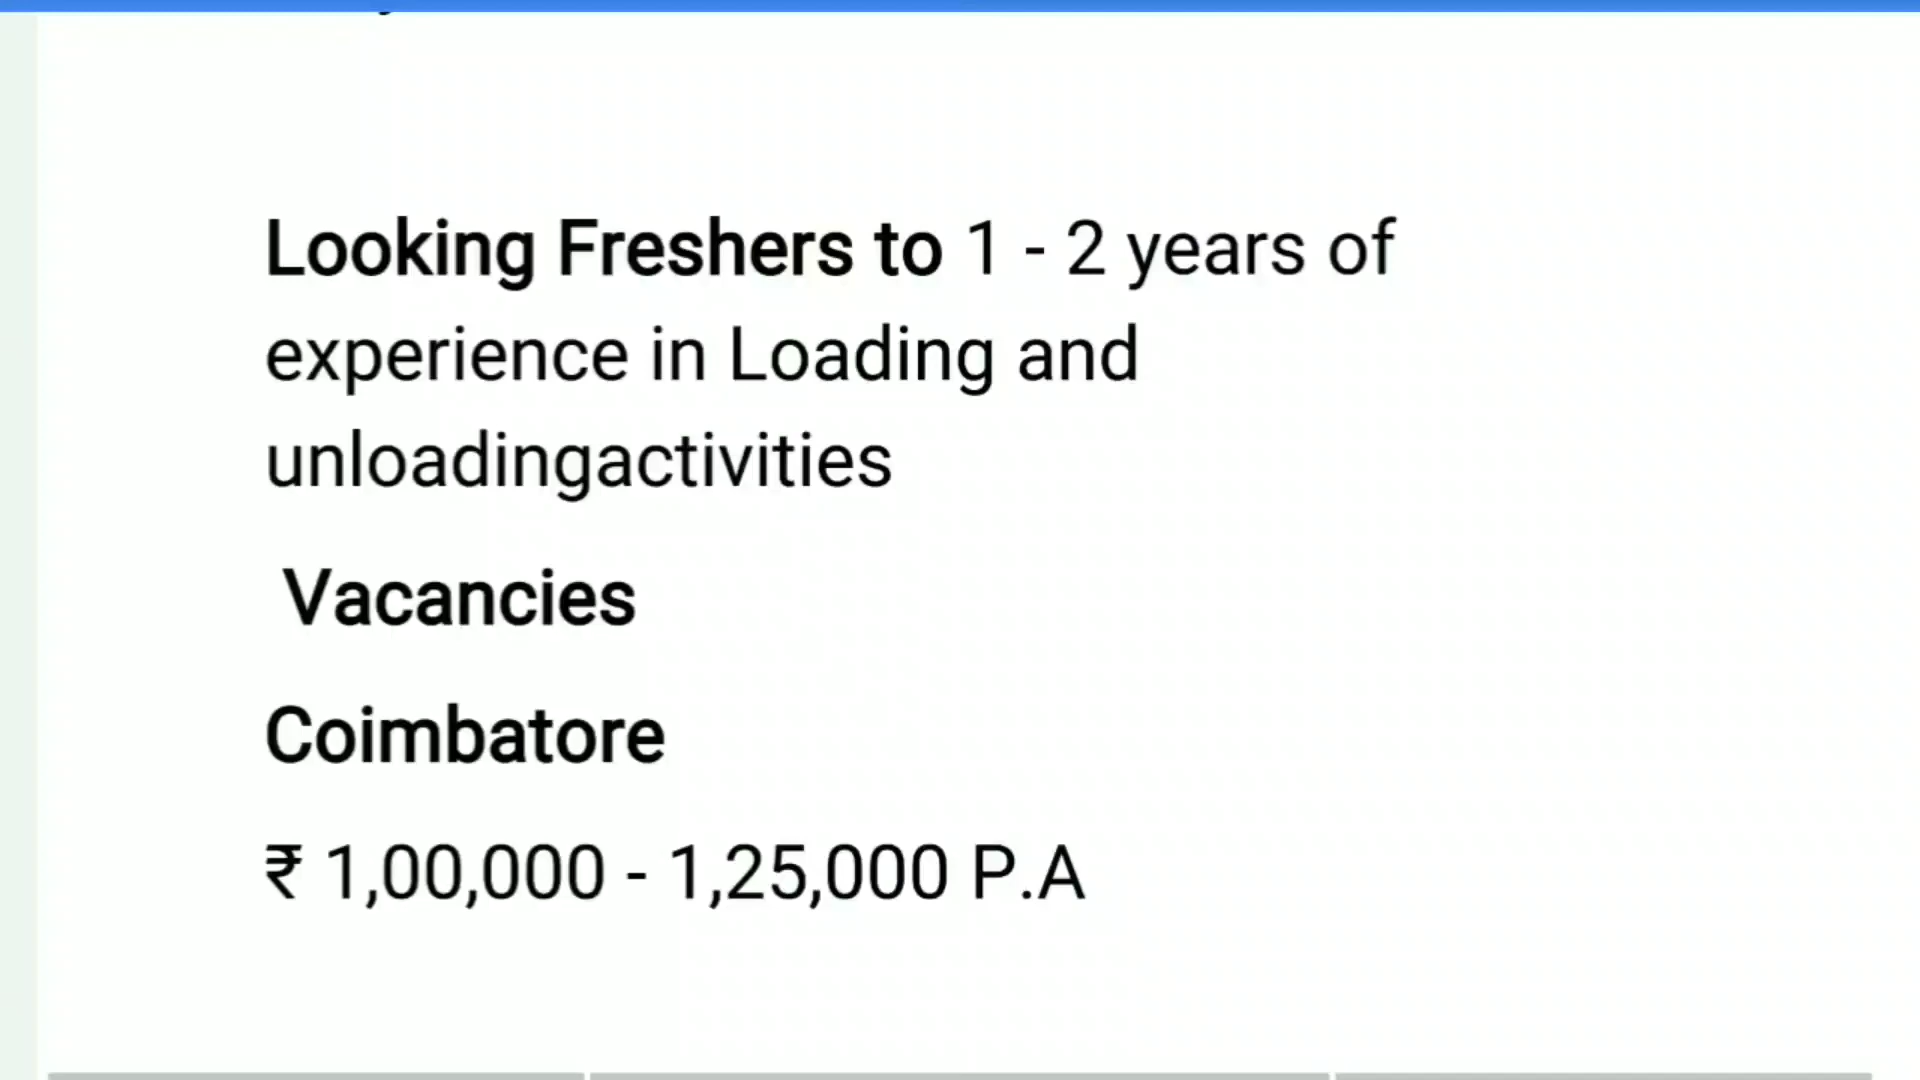 Looking Freshers to 1 - 2 years of
experience in Loading and
unloadingactivities
Vacancies
Coimbatore
₹ 1,00,000 - 1,25,000 P.A